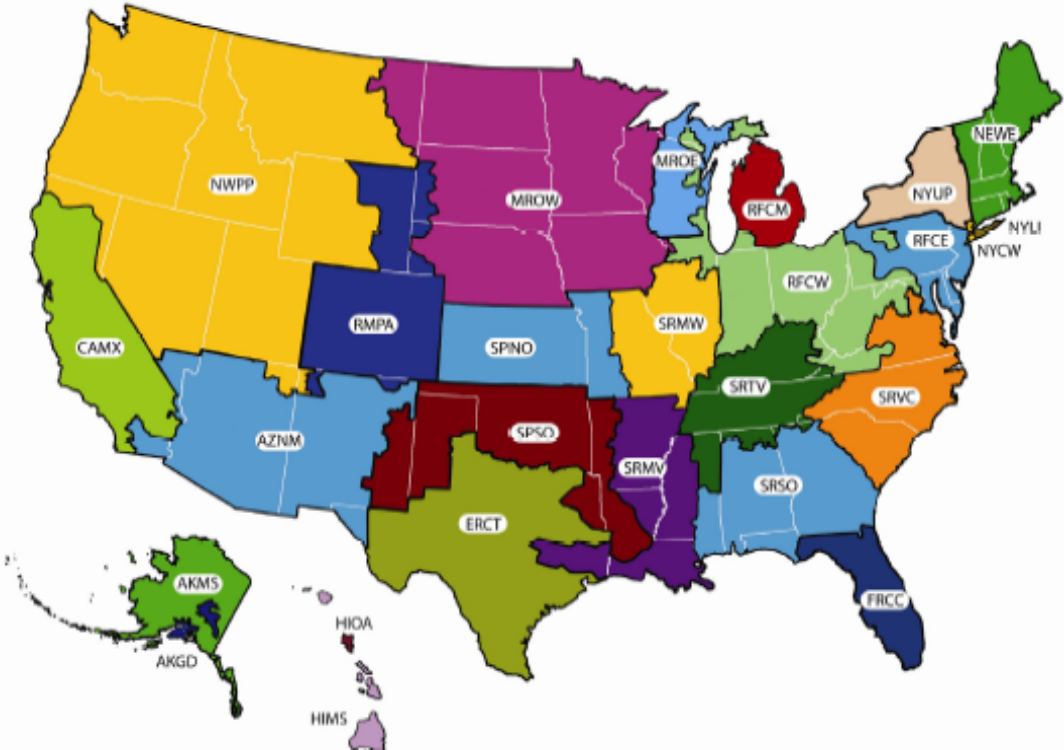 NEWE
MROE
NWPP
NYUP
MROW
RFCM
NYLI
RFCE
NYCW
RFCW
RMPA
SRMW
CAMX
SPNO
SRTV
SRVC
SPSO
AZNM
SRMV
SRSO
ERCT
AKMS
FRCC
HIOA
AKGD
HIMS